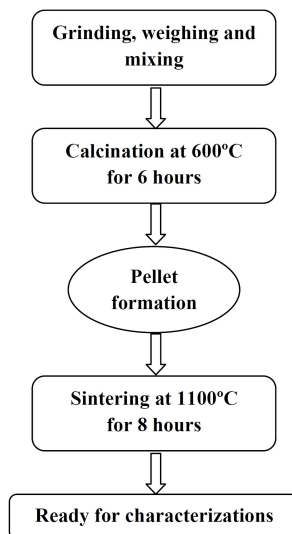 Grinding, weighing and
mixing
Calcination at 600ºC
for 6 hours
Pellet
formation
Sintering at 1100ºC
for 8 hours
Ready for characterizations